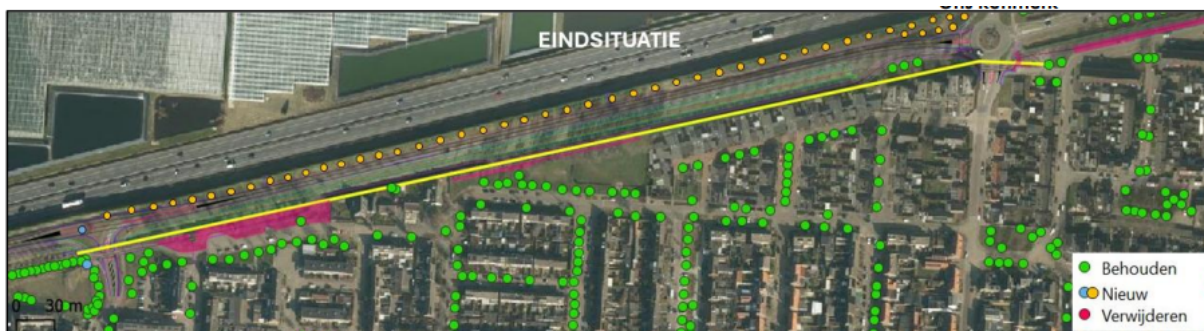 EINDSITUATIE
Behouden
Nieuw
Verwijderen
0 30 m